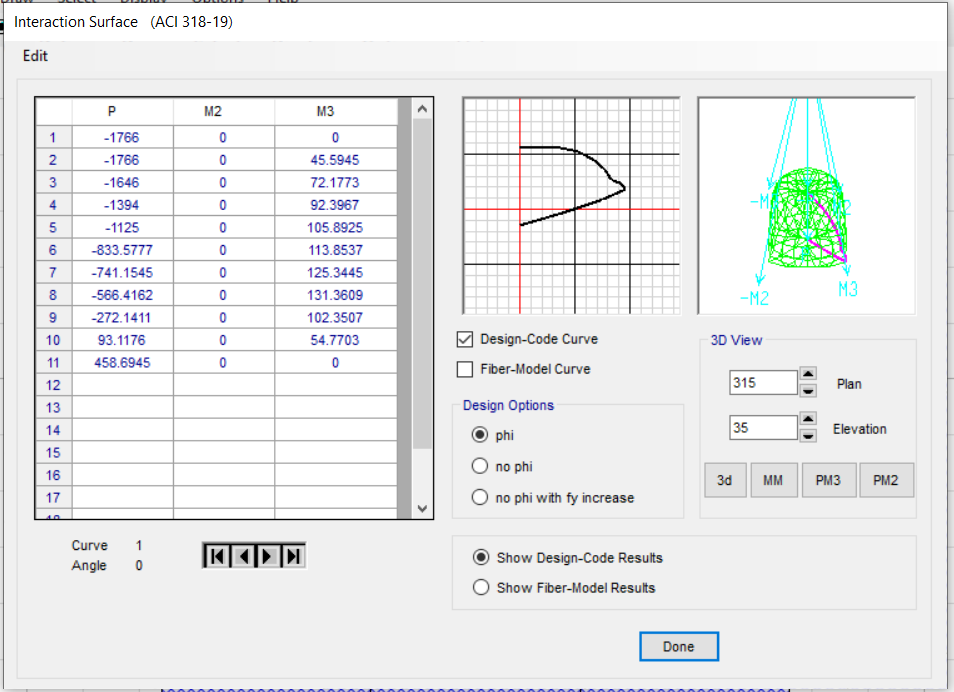 Draw Select Display Options Help
Interaction Surface (ACI 318-19)
Edit
P M2 M3
1 -1766 0 0
2 -1766 0 45.5945
3 -1646 0 72.1773
4 -1394 0 92.3967
5 -1125 0 105.8925
6 -833.5777 0 113.8537
7 -741.1545 0 125.3445
8 -566.4162 0 131.3609
9 -272.1411 0 102.3507
10 93.1176 0 54.7703
11 458.6945 0 0
12
13
14
15
16
17
18
Curve 1
Angle 0
-M2
M3
Design-Code Curve
Fiber-Model Curve
Design Options
phi
no phi
no phi with fy increase
3D View
315 Plan
35 Elevation
3d MM PM3 PM2
Show Design-Code Results
Show Fiber-Model Results
Done